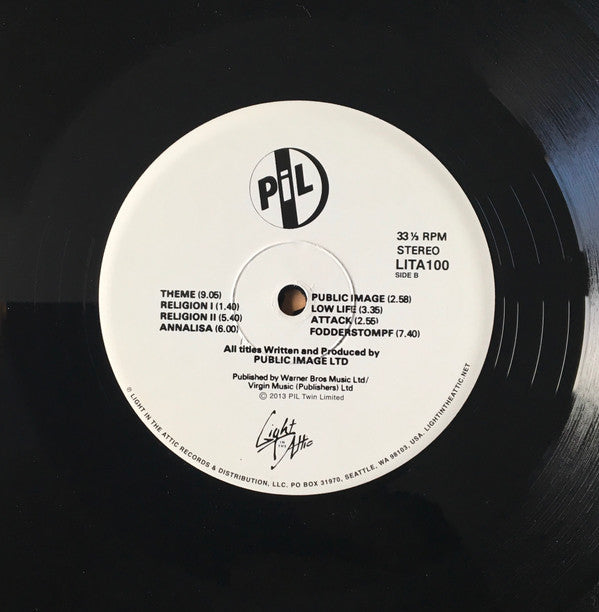 PiL
33 ⅓ RPM
STEREO
LITA100
SIDE B
THEME (9.05)
RELIGION I (1.40)
RELIGION II (5.40)
ANNALISA (6.00)
PUBLIC IMAGE (2.58)
LOW LIFE (3.35)
ATTACK (2.55)
FODDERSTOMPF (7.40)
All titles Written and Produced by
PUBLIC IMAGE LTD
Published by Warner Bros Music Ltd/
Virgin Music (Publishers) Ltd
© 2013 PIL Twin Limited
Light
IN THE
Attic
℗ LIGHT IN THE ATTIC RECORDS & DISTRIBUTION, LLC. PO BOX 31970, SEATTLE, WA 98103, USA. LIGHTINTHEATTIC.NET